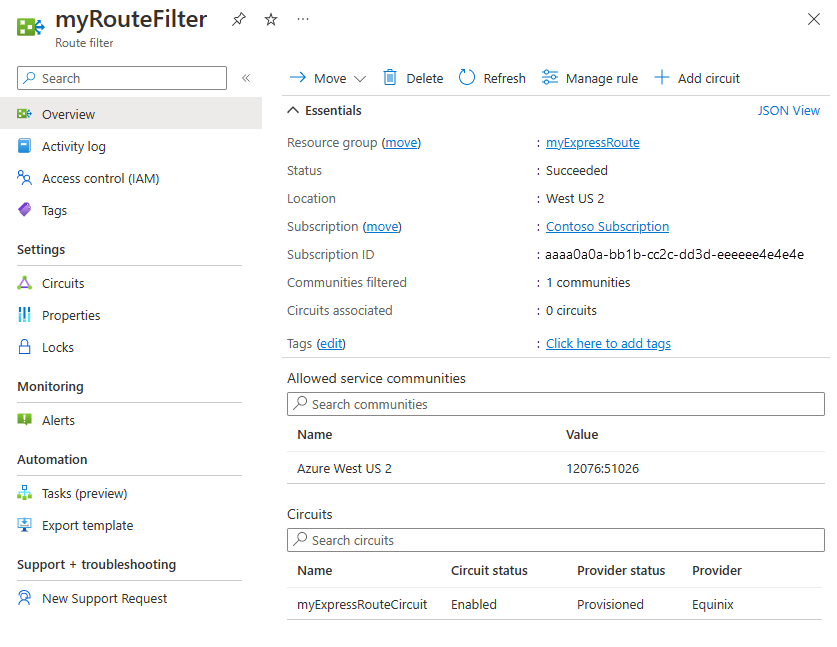 myRouteFilter
Route filter
Search
Overview
Activity log
Access control (IAM)
Tags
Settings
Circuits
Properties
Locks
Monitoring
Alerts
Automation
Tasks (preview)
Export template
Support + troubleshooting
New Support Request
Move Delete Refresh Manage rule Add circuit
Essentials JSON View
Resource group (move) : myExpressRoute
Status : Succeeded
Location : West US 2
Subscription (move) : Contoso Subscription
Subscription ID : aaaa0a0a-bb1b-cc2c-dd3d-eeeeee4e4e4e
Communities filtered : 1 communities
Circuits associated : 0 circuits
Tags (edit) : Click here to add tags
Allowed service communities
Search communities
Name Value
Azure West US 2 12076:51026
Circuits
Search circuits
Name Circuit status Provider status Provider
myExpressRouteCircuit Enabled Provisioned Equinix